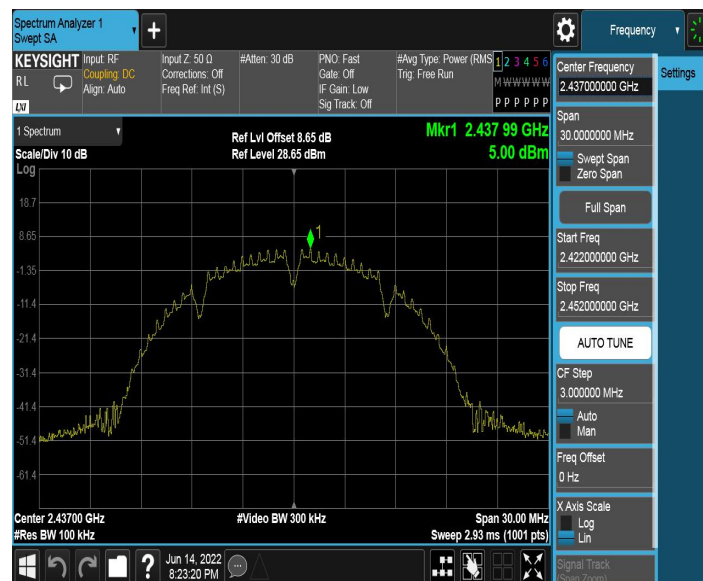 Spectrum Analyzer 1
Swept SA
+
Frequency
KEYSIGHT
RL
LXI
Input: RF
Coupling: DC
Align: Auto
Input Z: 50 Ω
Corrections: Off
Freq Ref: Int (S)
#Atten: 30 dB
PNO: Fast
Gate: Off
IF Gain: Low
Sig Track: Off
#Avg Type: Power (RMS
Trig: Free Run
1 2 3 4 5 6
M W W W W W
P P P P P P
1 Spectrum
Scale/Div 10 dB
Log
Ref Lvl Offset 8.65 dB
Ref Level 28.65 dBm
Mkr1 2.437 99 GHz
5.00 dBm
18.7
8.65
-1.35
-11.4
-21.4
-31.4
-41.4
-51.4
-61.4
1
Center 2.43700 GHz
#Res BW 100 kHz
#Video BW 300 kHz
Span 30.00 MHz
Sweep 2.93 ms (1001 pts)
Jun 14, 2022
8:23:20 PM
?
Settings
Center Frequency
2.437000000 GHz
Span
30.0000000 MHz
Swept Span
Zero Span
Full Span
Start Freq
2.422000000 GHz
Stop Freq
2.452000000 GHz
AUTO TUNE
CF Step
3.000000 MHz
Auto
Man
Freq Offset
0 Hz
X Axis Scale
Log
Lin
Signal Track
(Span Zoom)